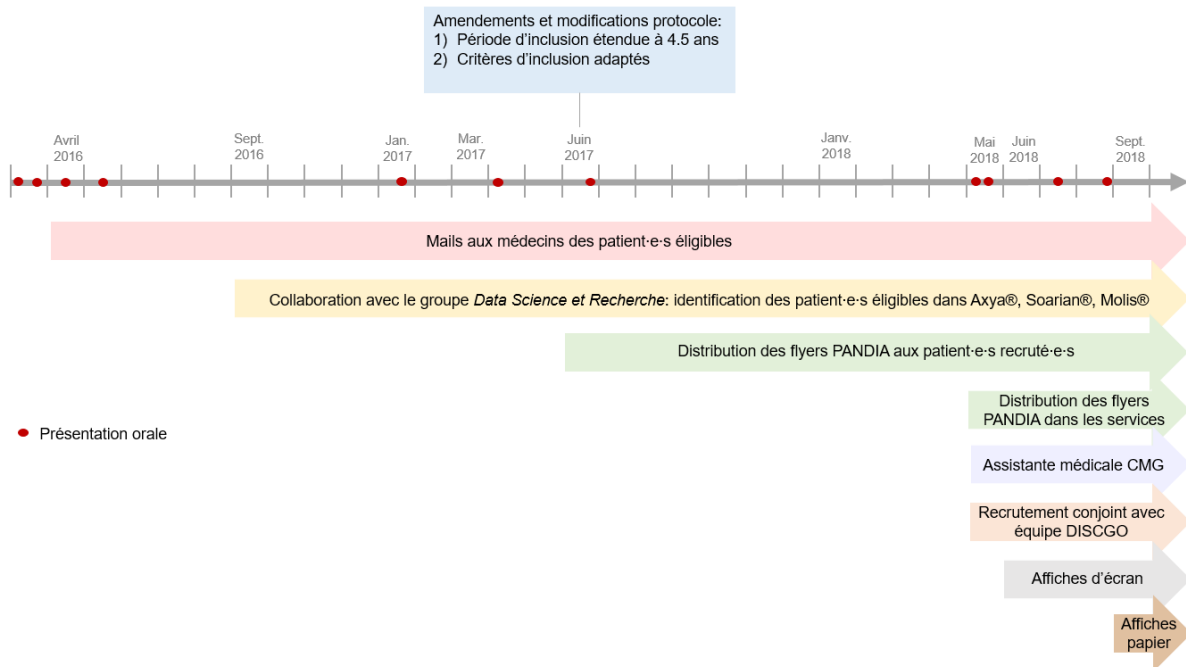 Amendements et modifications protocole:
1) Période d’inclusion étendue à 4.5 ans
2) Critères d’inclusion adaptés
Avril
2016
Sept.
2016
Jan.
2017
Mar.
2017
Juin
2017
Janv.
2018
Mai
2018
Juin
2018
Sept.
2018
Mails aux médecins des patient·e·s éligibles
Collaboration avec le groupe Data Science et Recherche: identification des patient·e·s éligibles dans Axya®, Soarian®, Molis®
Distribution des flyers PANDIA aux patient·e·s recruté·e·s
Distribution des flyers
PANDIA dans les services
Présentation orale
Assistante médicale CMG
Recrutement conjoint avec
équipe DISCGO
Affiches d’écran
Affiches
papier